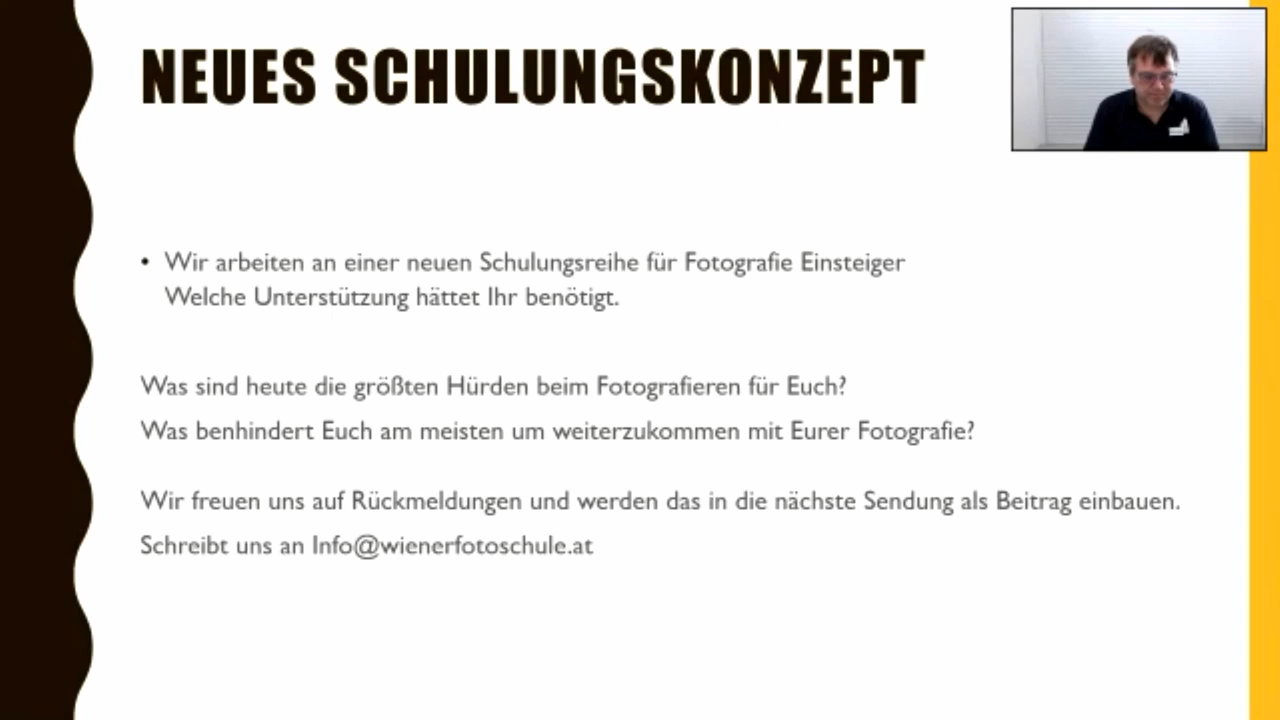 NEUES SCHULUNGSKONZEPT
• Wir arbeiten an einer neuen Schulungsreihe für Fotografie Einsteiger
Welche Unterstützung hättet Ihr benötigt.
Was sind heute die größten Hürden beim Fotografieren für Euch?
Was benhindert Euch am meisten um weiterzukommen mit Eurer Fotografie?
Wir freuen uns auf Rückmeldungen und werden das in die nächste Sendung als Beitrag einbauen.
Schreibt uns an Info@wienerfotoschule.at